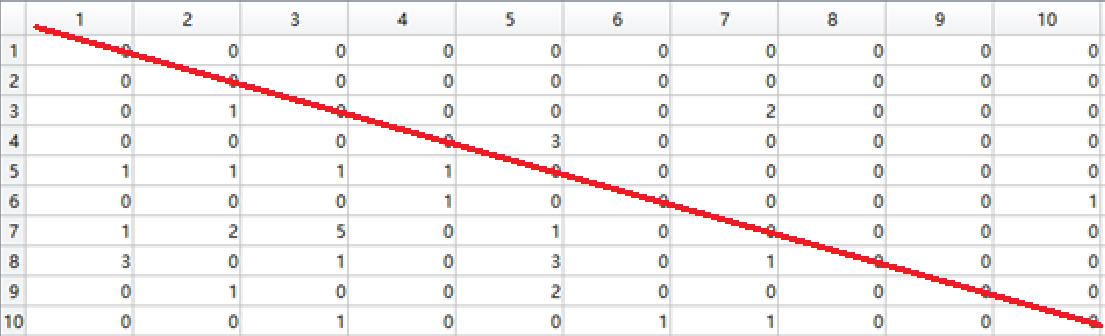 1 2 3 4 5 6 7 8 9 10
1 0 0 0 0 0 0 0 0 0 0
2 0 0 0 0 0 0 0 0 0 0
3 0 1 0 0 0 0 2 0 0 0
4 0 0 0 0 3 0 0 0 0 0
5 1 1 1 1 0 0 0 0 0 0
6 0 0 0 1 0 0 0 0 0 1
7 1 2 5 0 1 0 0 0 0 0
8 3 0 1 0 3 0 1 0 0 0
9 0 1 0 0 2 0 0 0 0 0
10 0 0 1 0 0 1 1 0 0 0